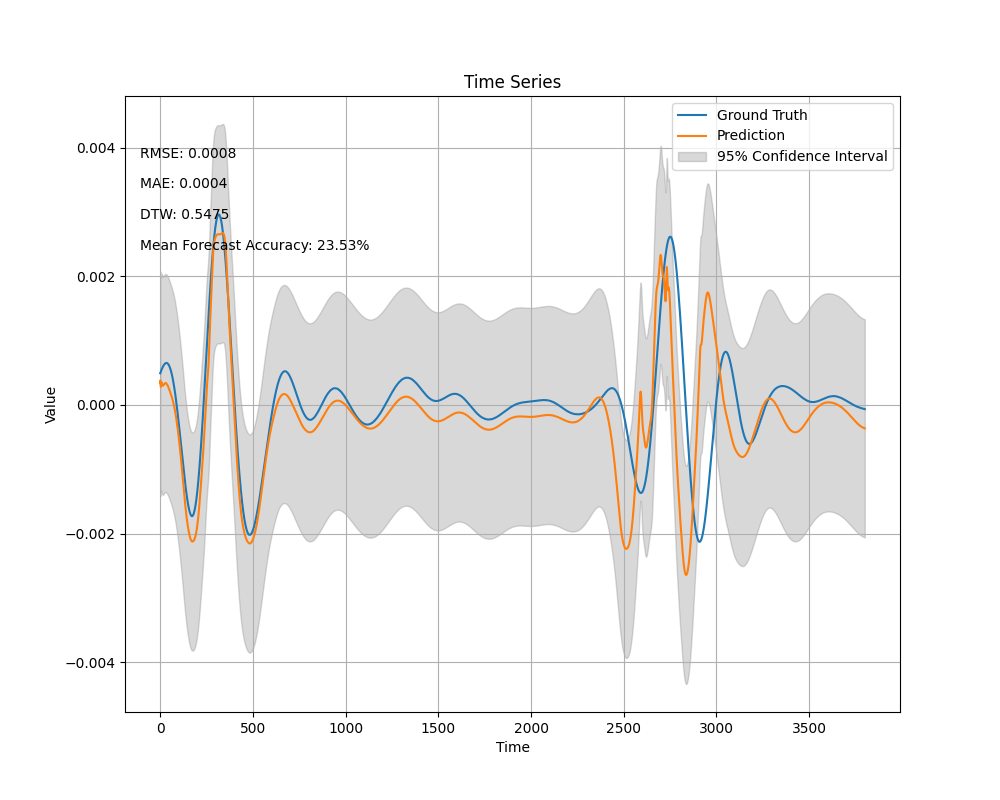 Time Series
Ground Truth
Prediction
95% Confidence Interval
RMSE: 0.0008
MAE: 0.0004
DTW: 0.5475
Mean Forecast Accuracy: 23.53%
Value
0.004
0.002
0.000
−0.002
−0.004
0 500 1000 1500 2000 2500 3000 3500
Time